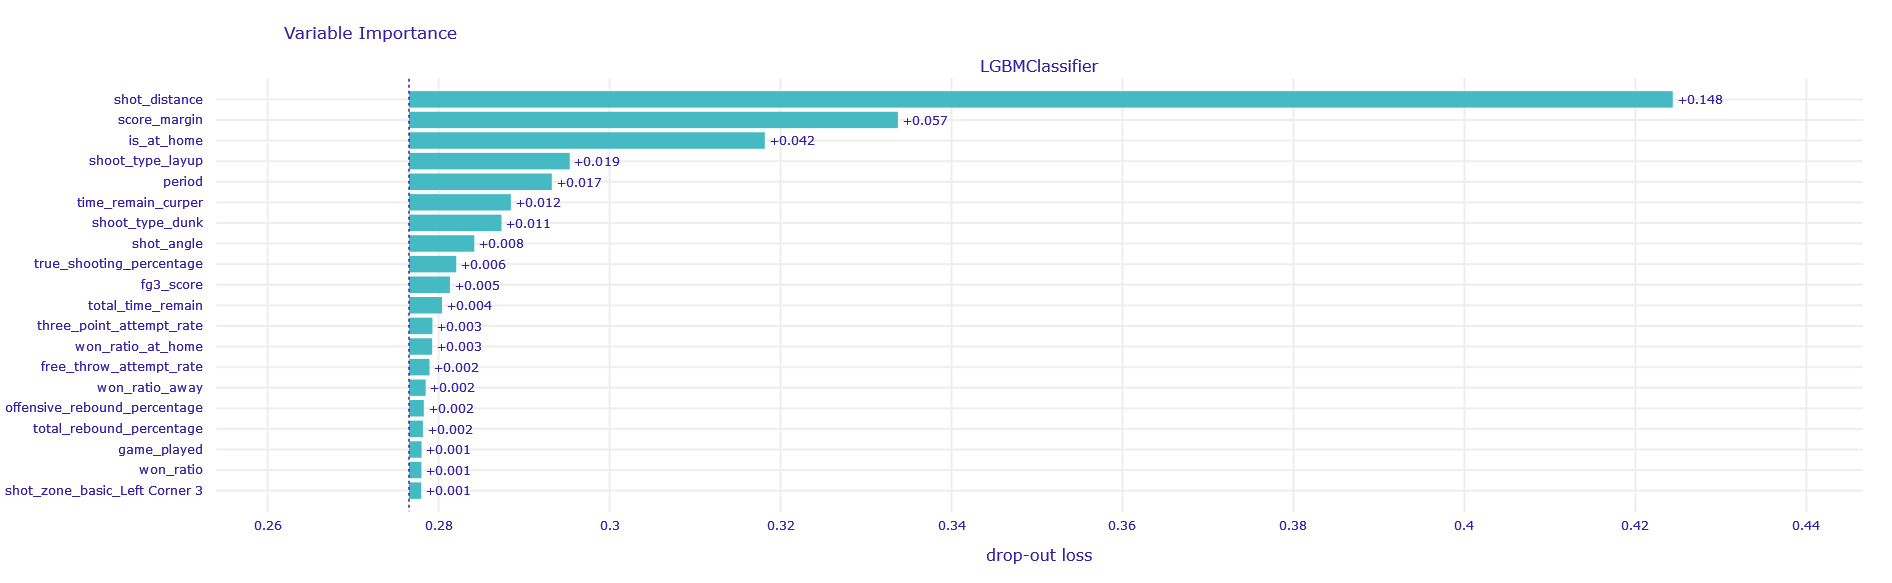 Variable Importance
LGBMClassifier
shot_distance +0.148
score_margin +0.057
is_at_home +0.042
shoot_type_layup +0.019
period +0.017
time_remain_curper +0.012
shoot_type_dunk +0.011
shot_angle +0.008
true_shooting_percentage +0.006
fg3_score +0.005
total_time_remain +0.004
three_point_attempt_rate +0.003
won_ratio_at_home +0.003
free_throw_attempt_rate +0.002
won_ratio_away +0.002
offensive_rebound_percentage +0.002
total_rebound_percentage +0.002
game_played +0.001
won_ratio +0.001
shot_zone_basic_Left Corner 3 +0.001
0.26 0.28 0.3 0.32 0.34 0.36 0.38 0.4 0.42 0.44
drop-out loss